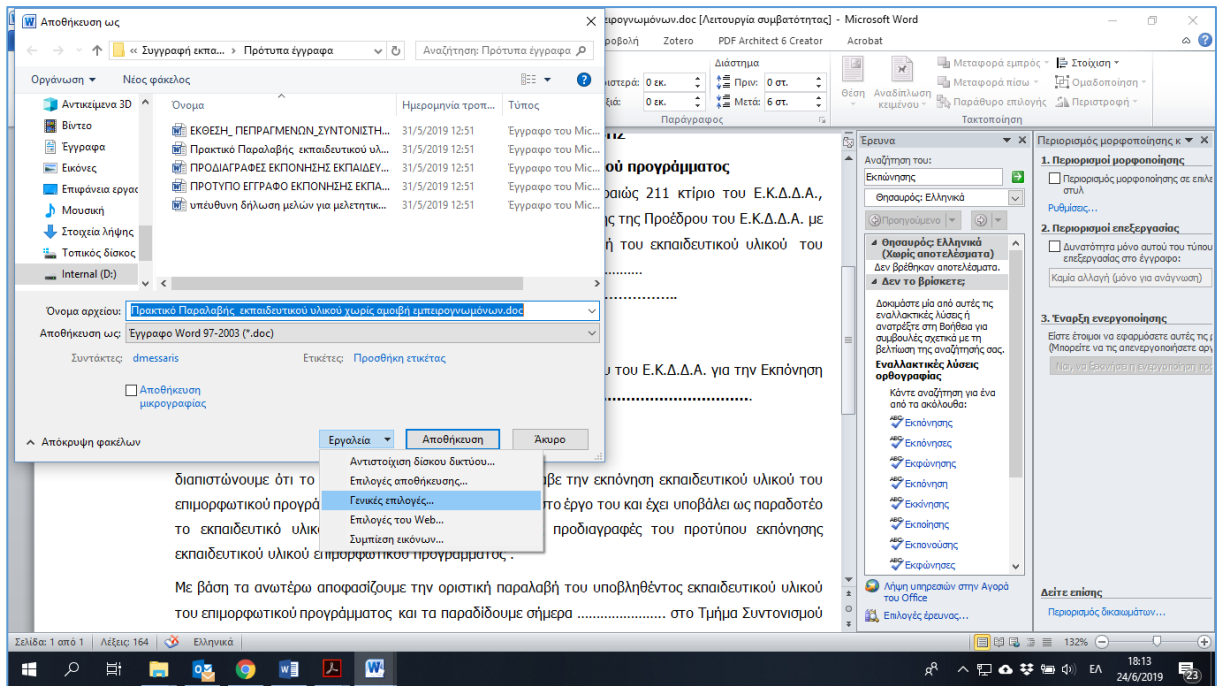 Αποθήκευση ως
« Συγγραφή εκπα... › Πρότυπα έγγραφα
Αναζήτηση: Πρότυπα έγγραφα
Οργάνωση
Νέος φάκελος
Αντικείμενα 3D
Βίντεο
Έγγραφα
Εικόνες
Επιφάνεια εργας
Μουσική
Στοιχεία λήψης
Τοπικός δίσκος
Internal (D:)
Όνομα Ημερομηνία τροπ... Τύπος
ΕΚΘΕΣΗ_ ΠΕΠΡΑΓΜΕΝΩΝ_ΣΥΝΤΟΝΙΣΤΗ... 31/5/2019 12:51 Έγγραφο του Mic...
Πρακτικό Παραλαβής εκπαιδευτικού υλ... 31/5/2019 12:51 Έγγραφο του Mic...
ΠΡΟΔΙΑΓΡΑΦΕΣ ΕΚΠΟΝΗΣΗΣ ΕΚΠΑΙΔΕΥ... 31/5/2019 12:51 Έγγραφο του Mic...
ΠΡΟΤΥΠΟ ΕΓΓΡΑΦΟ ΕΚΠΟΝΗΣΗΣ ΕΚΠΑ... 31/5/2019 12:51 Έγγραφο του Mic...
υπέυθυνη δήλωση μελών για μελετητικ... 31/5/2019 12:51 Έγγραφο του Mic...
Όνομα αρχείου: Πρακτικό Παραλαβής εκπαιδευτικού υλικού χωρίς αμοιβή εμπειρογνωμόνων.doc
Αποθήκευση ως: Έγγραφο Word 97-2003 (*.doc)
Συντάκτες: dmessaris Ετικέτες: Προσθήκη ετικέτας
Αποθήκευση
μικρογραφίας
Απόκρυψη φακέλων
Εργαλεία Αποθήκευση Άκυρο
Αντιστοίχιση δίσκου δικτύου...
Επιλογές αποθήκευσης...
Γενικές επιλογές...
Επιλογές του Web...
Συμπίεση εικόνων...
ειρογνωμόνων.doc [Λειτουργία συμβατότητας] - Microsoft Word
ροβολή Zotero PDF Architect 6 Creator Acrobat
Διάστημα
ιστερά: 0 εκ. Πριν: 0 στ.
ξιά: 0 εκ. Μετά: 6 στ.
Παράγραφος
Θέση
Αναδίπλωση
κειμένου
Μεταφορά εμπρός
Μεταφορά πίσω
Παράθυρο επιλογής
Στοίχιση
Ομαδοποίηση
Περιστροφή
Τακτοποίηση
ού προγράμματος
ραιώς 211 κτίριο του Ε.Κ.Δ.Δ.Α.,
ης της Προέδρου του Ε.Κ.Δ.Δ.Α. με
ή του εκπαιδευτικού υλικού του
υ του Ε.Κ.Δ.Δ.Α. για την Εκπόνηση
διαπιστώνουμε ότι το αβε την εκπόνηση εκπαιδευτικού υλικού του
επιμορφωτικού προγρά το έργο του και έχει υποβάλει ως παραδοτέο
το εκπαιδευτικό υλικ προδιαγραφές του προτύπου εκπόνησης
εκπαιδευτικού υλικού επιμορφωτικού προγράμματος .
Με βάση τα ανωτέρω αποφασίζουμε την οριστική παραλαβή του υποβληθέντος εκπαιδευτικού υλικού
του επιμορφωτικού προγράμματος και τα παραδίδουμε σήμερα ...................... στο Τμήμα Συντονισμού
Έρευνα
Αναζήτηση του:
Εκπώνησης
Θησαυρός: Ελληνικά
Προηγούμενο
Θησαυρός: Ελληνικά
(Χωρίς αποτελέσματα)
Δεν βρέθηκαν αποτελέσματα.
Δεν το βρίσκετε;
Δοκιμάστε μία από αυτές τις
εναλλακτικές λύσεις ή
ανατρέξτε στη Βοήθεια για
συμβουλές σχετικά με τη
βελτίωση της αναζήτησής σας.
Εναλλακτικές λύσεις
ορθογραφίας
Κάντε αναζήτηση για ένα
από τα ακόλουθα:
Εκπόνησης
Εκπόνησες
Εκφώνησης
Εκπόνηση
Εκκίνησης
Εκποίησης
Εκπονούσης
Εκφώνησες
Λήψη υπηρεσιών στην Αγορά
του Office
Επιλογές έρευνας...
Περιορισμός μορφοποίησης κ
1. Περιορισμοί μορφοποίησης
Περιορισμός μορφοποίησης σε επιλε
στυλ
Ρυθμίσεις...
2. Περιορισμοί επεξεργασίας
Δυνατότητα μόνο αυτού του τύπου
επεξεργασίας στο έγγραφο:
Καμία αλλαγή (μόνο για ανάγνωση)
3. Έναρξη ενεργοποίησης
Είστε έτοιμοι να εφαρμόσετε αυτές τις ρ
(Μπορείτε να τις απενεργοποιήσετε αργ
Ναι, να ξεκινήσει η ενεργοποίηση προ
Δείτε επίσης
Περιορισμός δικαιωμάτων...
Σελίδα: 1 από 1 Λέξεις: 164 Ελληνικά 132%
ΕΛ
18:13
24/6/2019
23